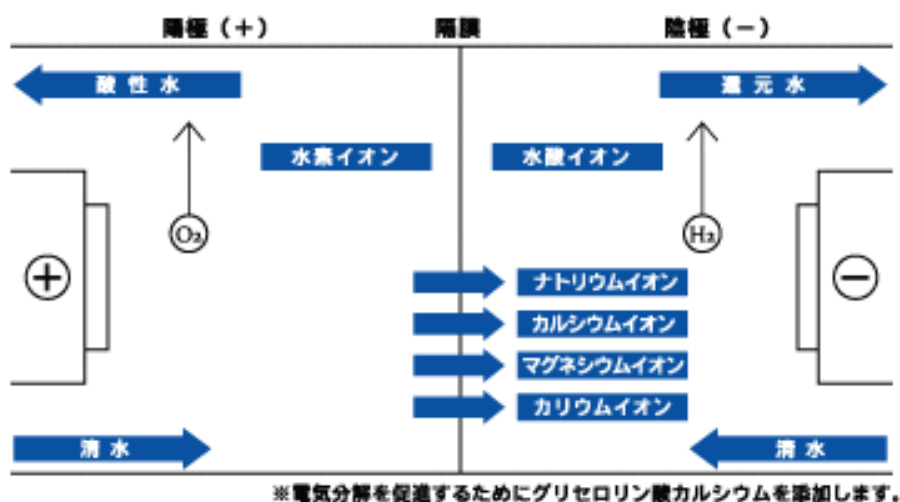 陽極(+) 隔膜 陰極(−)
酸性水 還元水
水素イオン 水酸イオン
O₂ H₂
+ −
ナトリウムイオン
カルシウムイオン
マグネシウムイオン
カリウムイオン
清水 清水
※電気分解を促進するためにグリセロリン酸カルシウムを添加します。